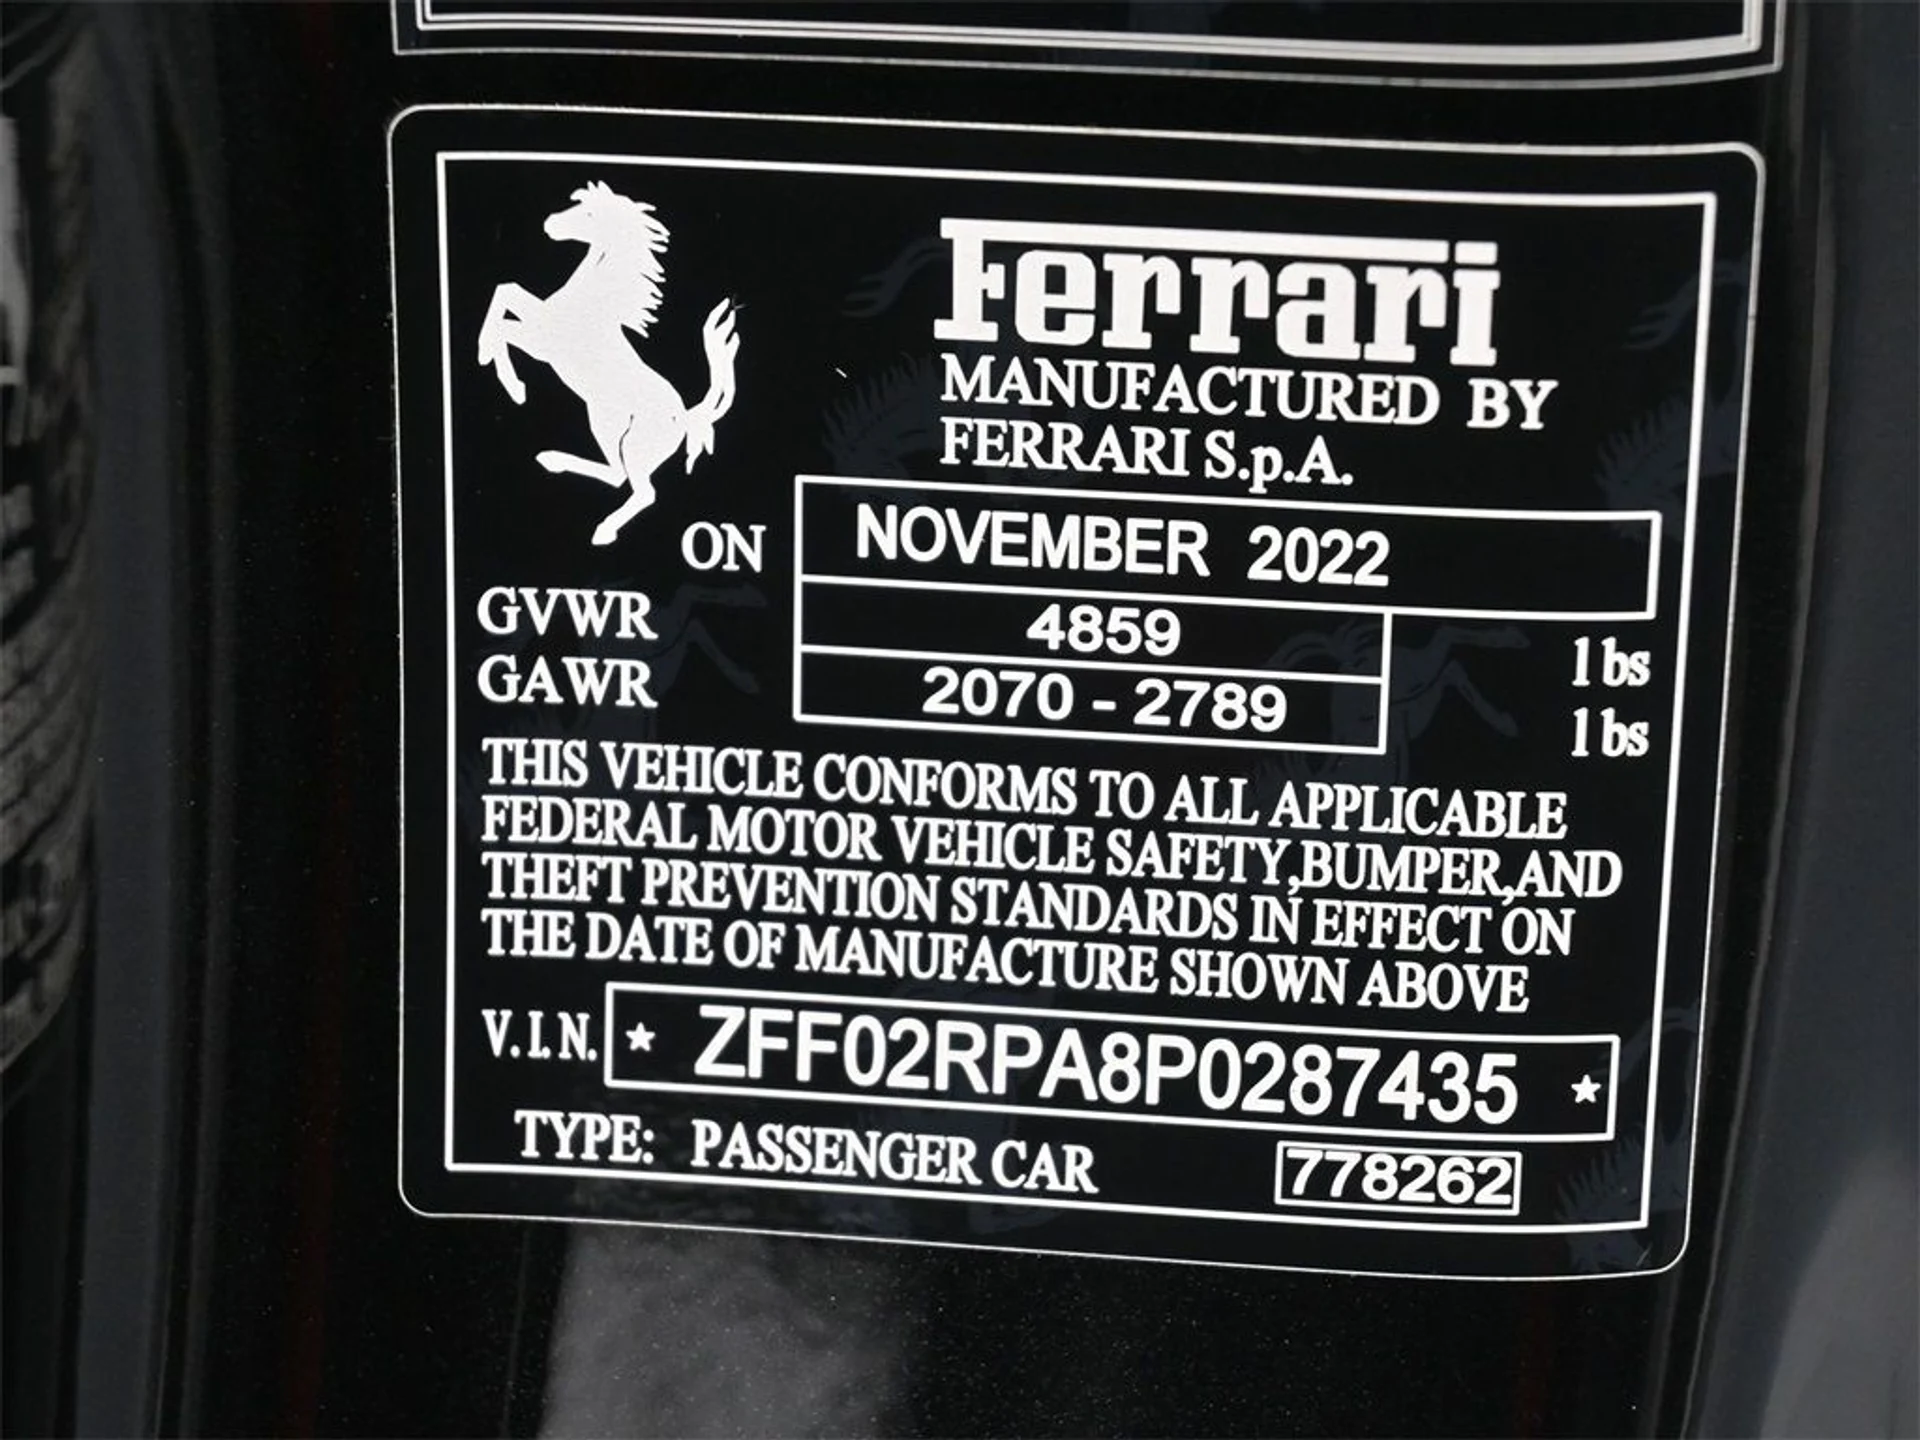 Ferrari
MANUFACTURED BY
FERRARI S.p.A.
ON NOVEMBER 2022
GVWR 4859 lbs
GAWR 2070 - 2789 lbs
THIS VEHICLE CONFORMS TO ALL APPLICABLE
FEDERAL MOTOR VEHICLE SAFETY,BUMPER,AND
THEFT PREVENTION STANDARDS IN EFFECT ON
THE DATE OF MANUFACTURE SHOWN ABOVE
V.I.N. ★ ZFF02RPA8P0287435 ★
TYPE: PASSENGER CAR 778262